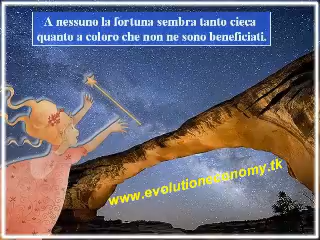 A nessuno la fortuna sembra tanto cieca
quanto a coloro che non ne sono beneficiati.
www.evolutioneconomy.tk